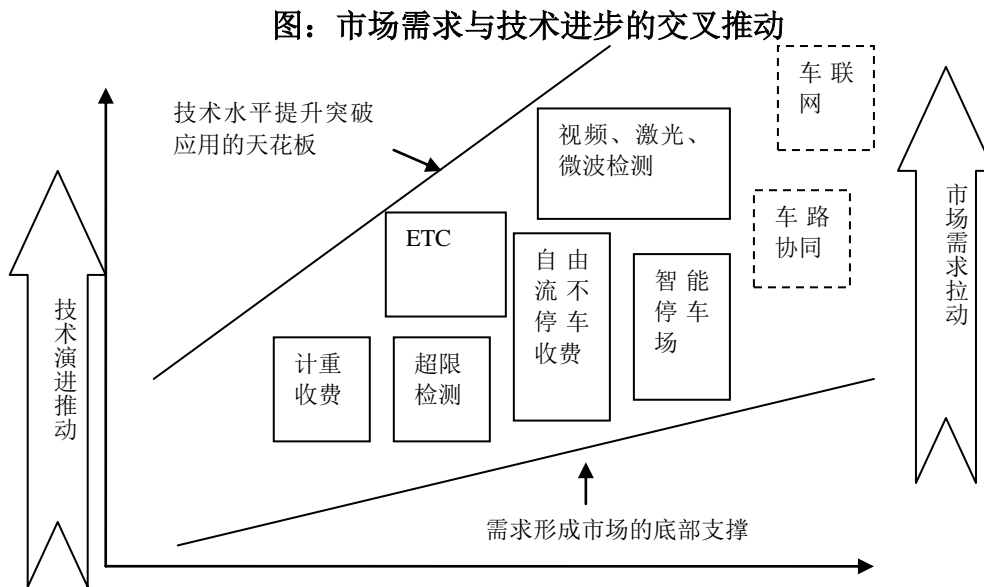 图：市场需求与技术进步的交叉推动
车 联
网
技术水平提升突破
应用的天花板
视频、激光、
微波检测
ETC
车 路
协同
自 由
流 不
停 车
收费
智 能
停 车
场
计重
收费
超限
检测
技术演进推动
市场需求拉动
需求形成市场的底部支撑